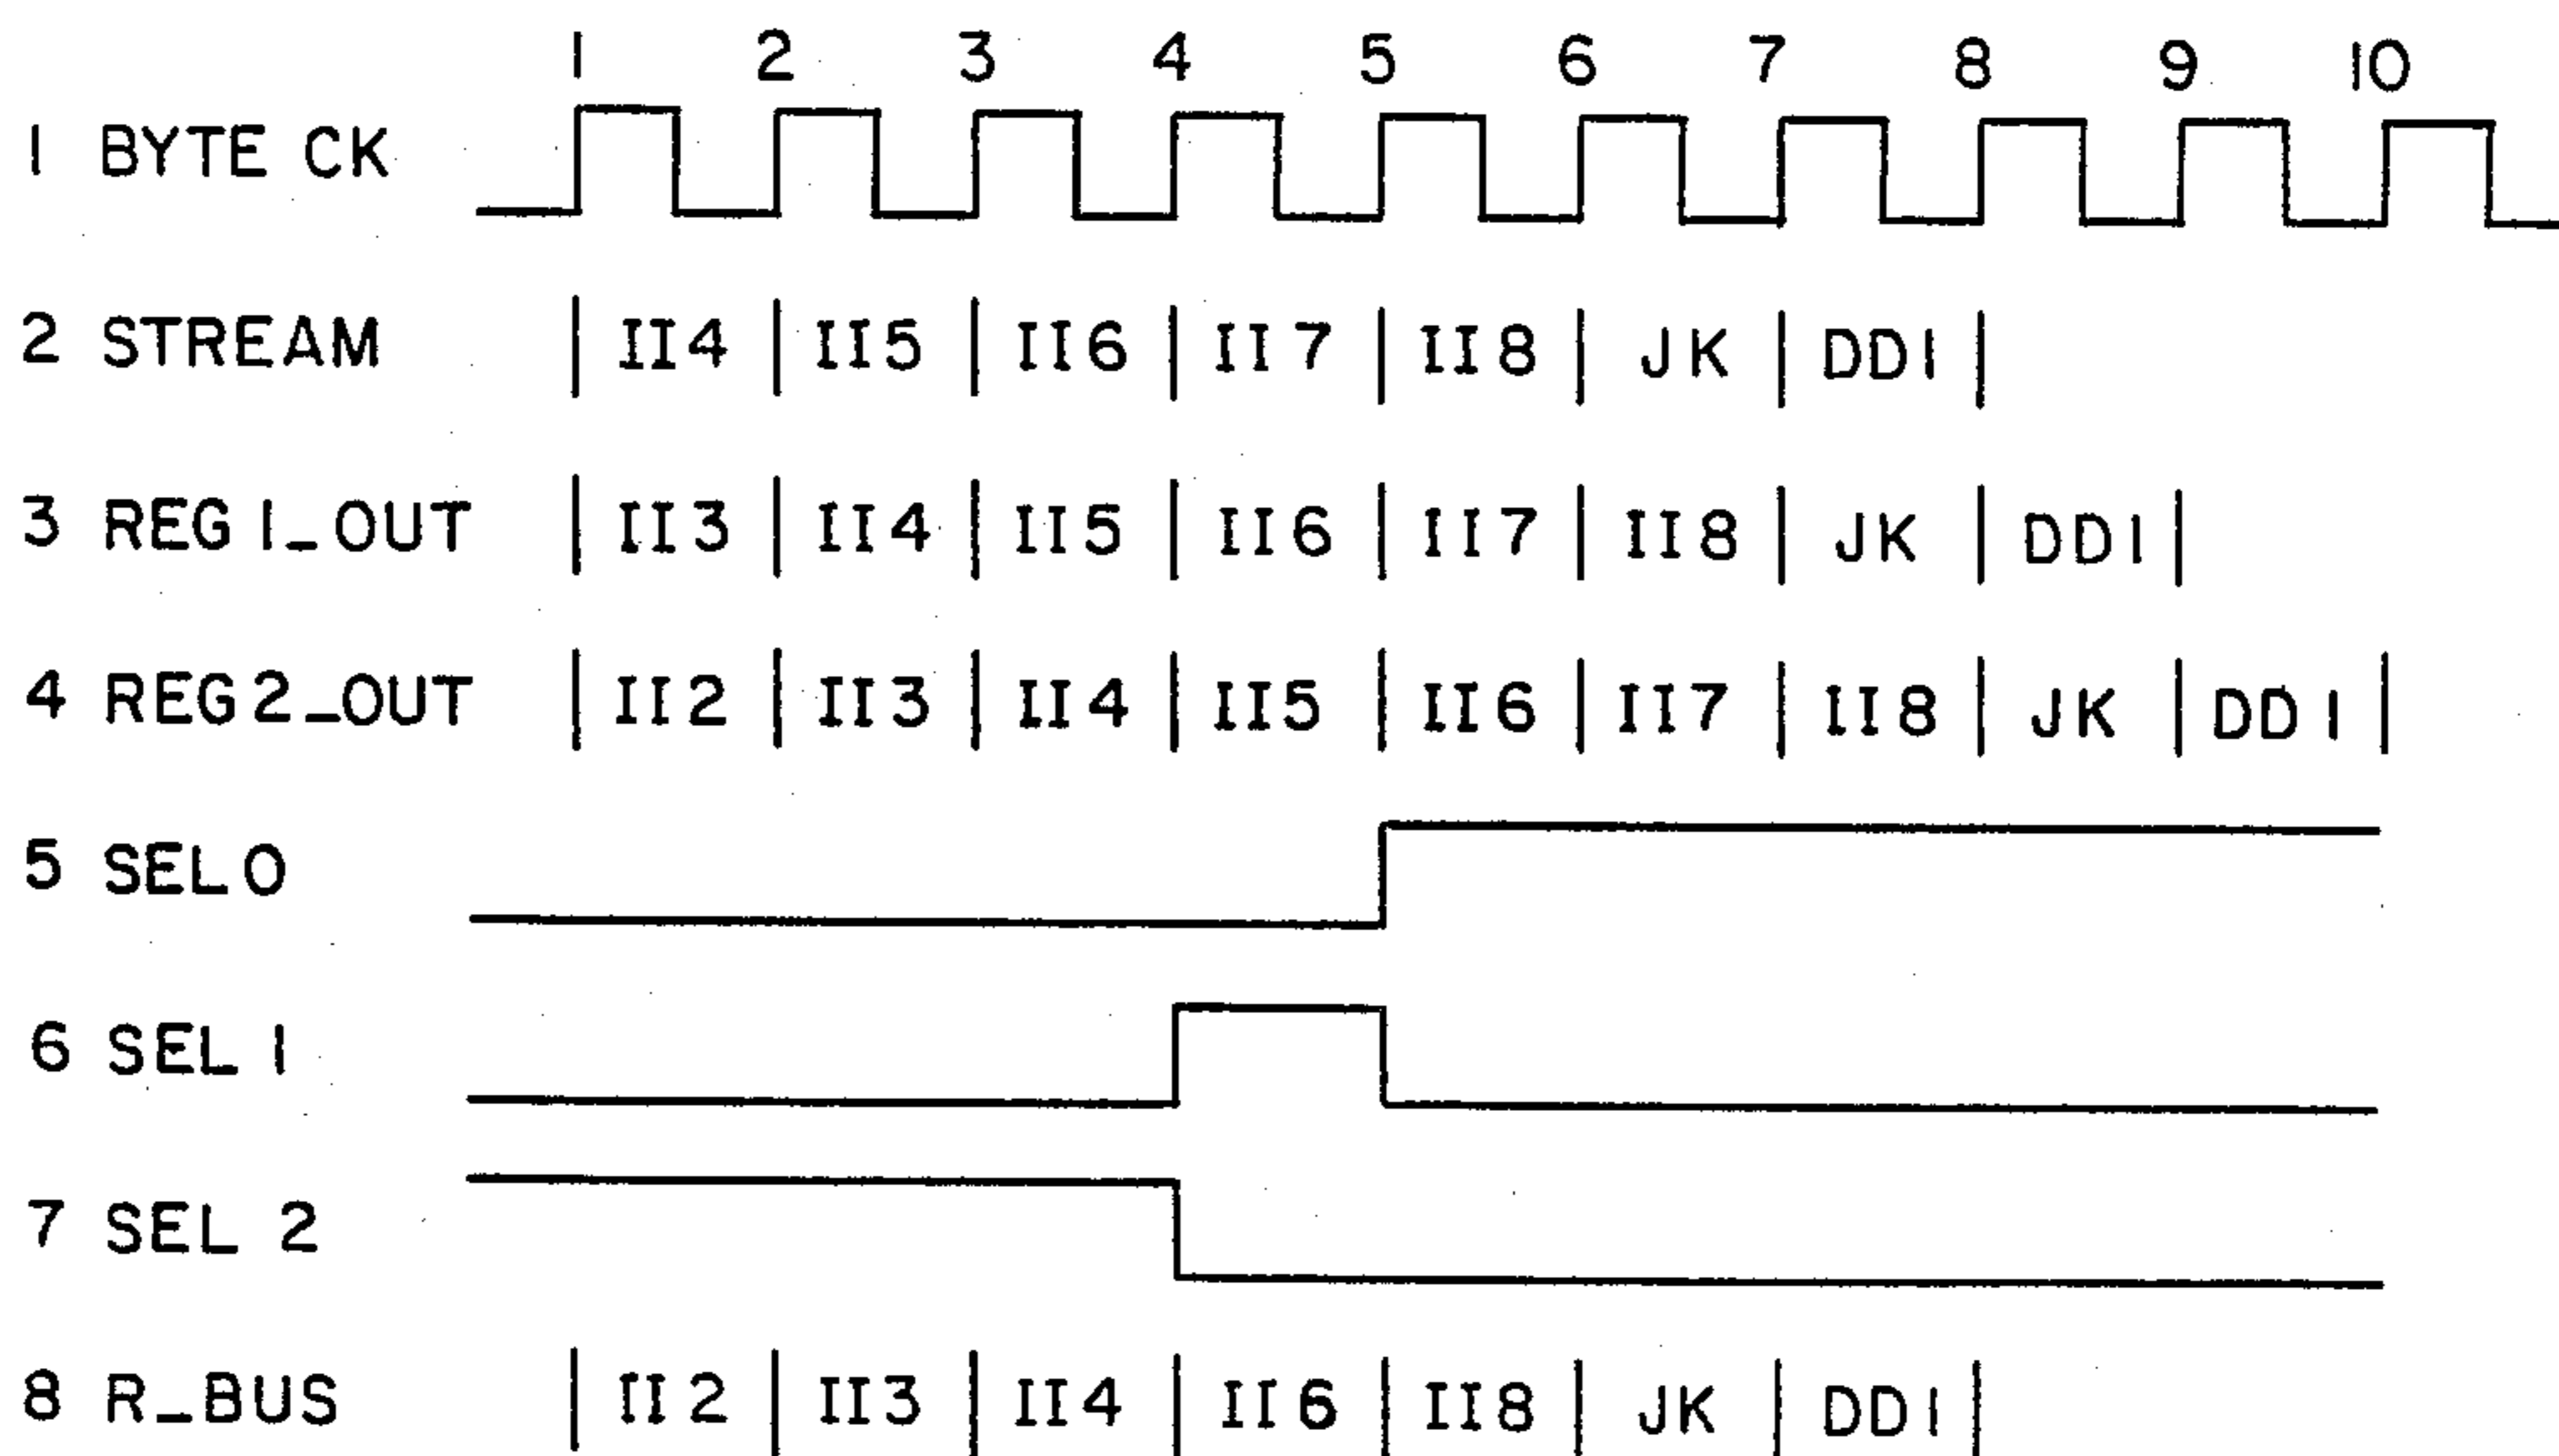 1 2 3 4 5 6 7 8 9 10
1 BYTE CK
2 STREAM | II4 | II5 | II6 | II7 | II8 | JK | DD1 |
3 REG1_OUT | II3 | II4 | II5 | II6 | II7 | II8 | JK | DD1 |
4 REG2_OUT | II2 | II3 | II4 | II5 | II6 | II7 | II8 | JK | DD1 |
5 SEL0
6 SEL 1
7 SEL 2
8 R_BUS | II2 | II3 | II4 | II6 | II8 | JK | DD1 |